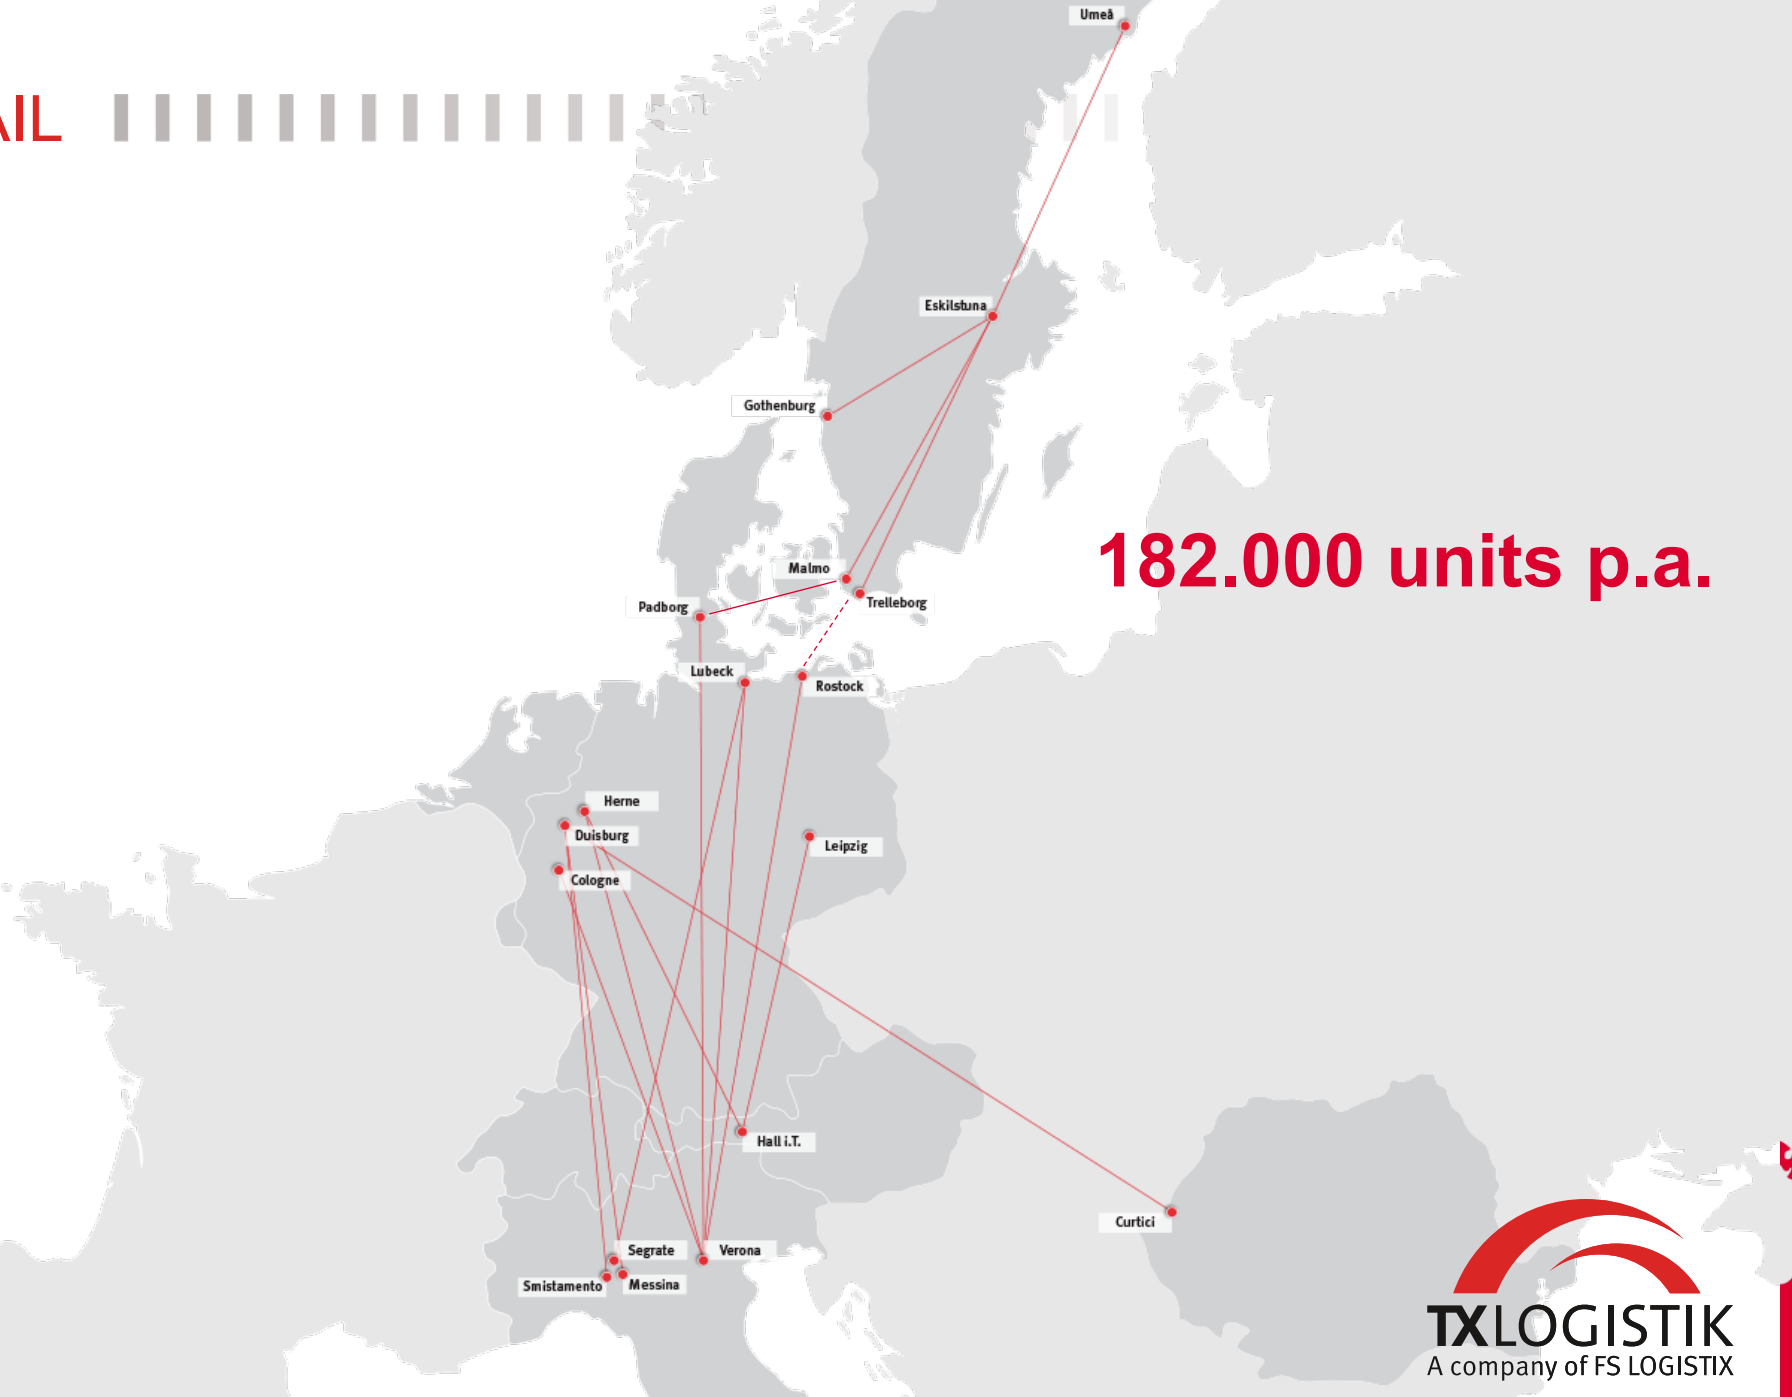 Umeå
AIL
Eskilstuna
Gothenburg
182.000 units p.a.
Malmo
Padborg
Trelleborg
Lubeck
Rostock
Herne
Duisburg
Leipzig
Cologne
Hall i.T.
Curtici
Segrate
Verona
Smistamento
Messina
TXLOGISTIK
A company of FS LOGISTIX